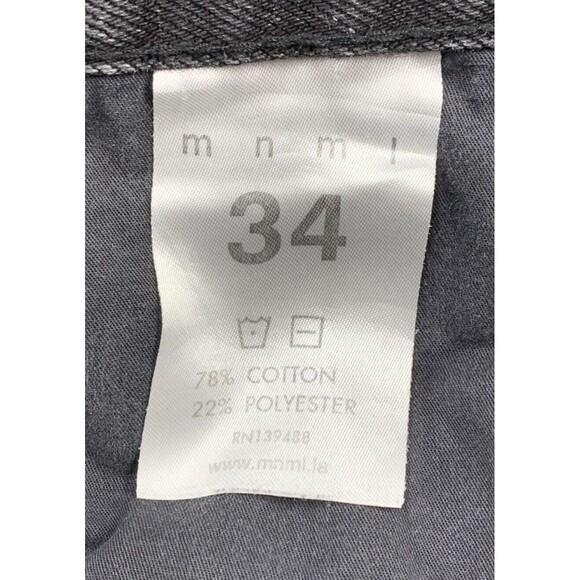 m n m l
34
78% COTTON
22% POLYESTER
RN139488
www.mnml.la